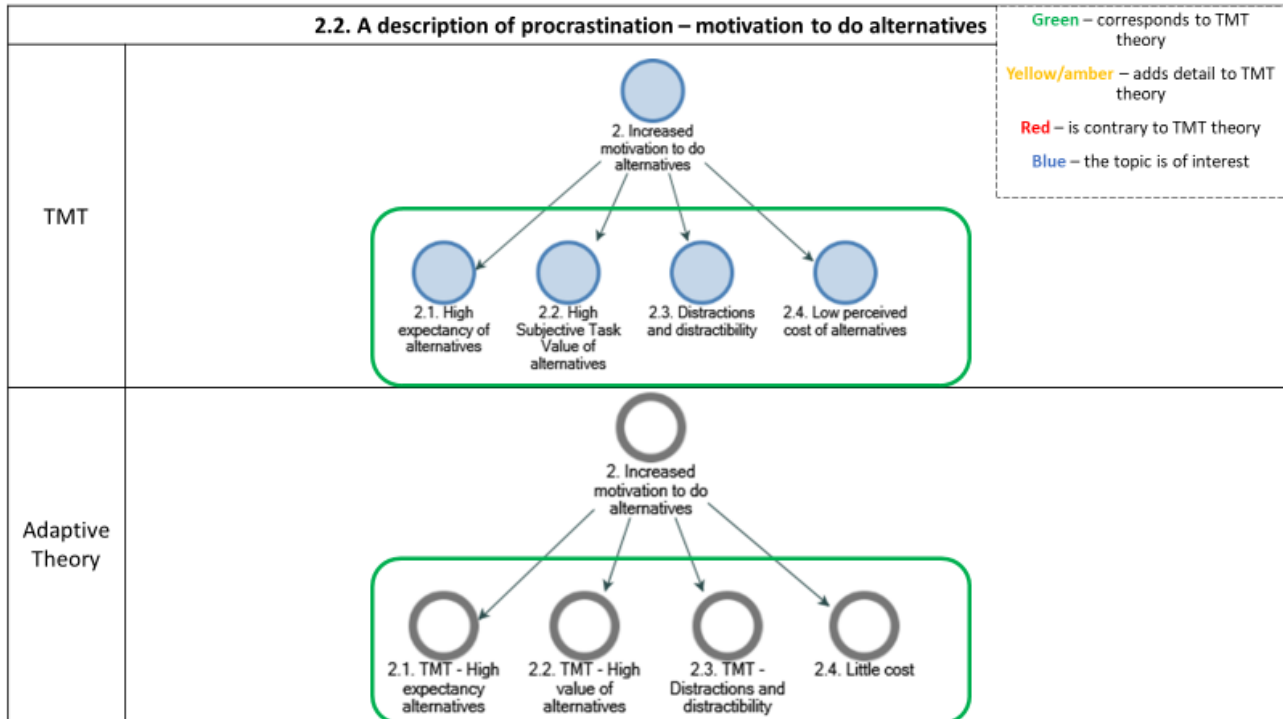 2.2. A description of procrastination – motivation to do alternatives
Green – corresponds to TMT
theory
Yellow/amber – adds detail to TMT
theory
Red – is contrary to TMT theory
Blue – the topic is of interest
TMT
2. Increased
motivation to do
alternatives
2.1. High
expectancy of
alternatives
2.2. High
Subjective Task
Value of
alternatives
2.3. Distractions
and distractibility
2.4. Low perceived
cost of alternatives
Adaptive
Theory
2. Increased
motivation to do
alternatives
2.1. TMT - High
expectancy
alternatives
2.2. TMT - High
value of
alternatives
2.3. TMT -
Distractions and
distractibility
2.4. Little cost